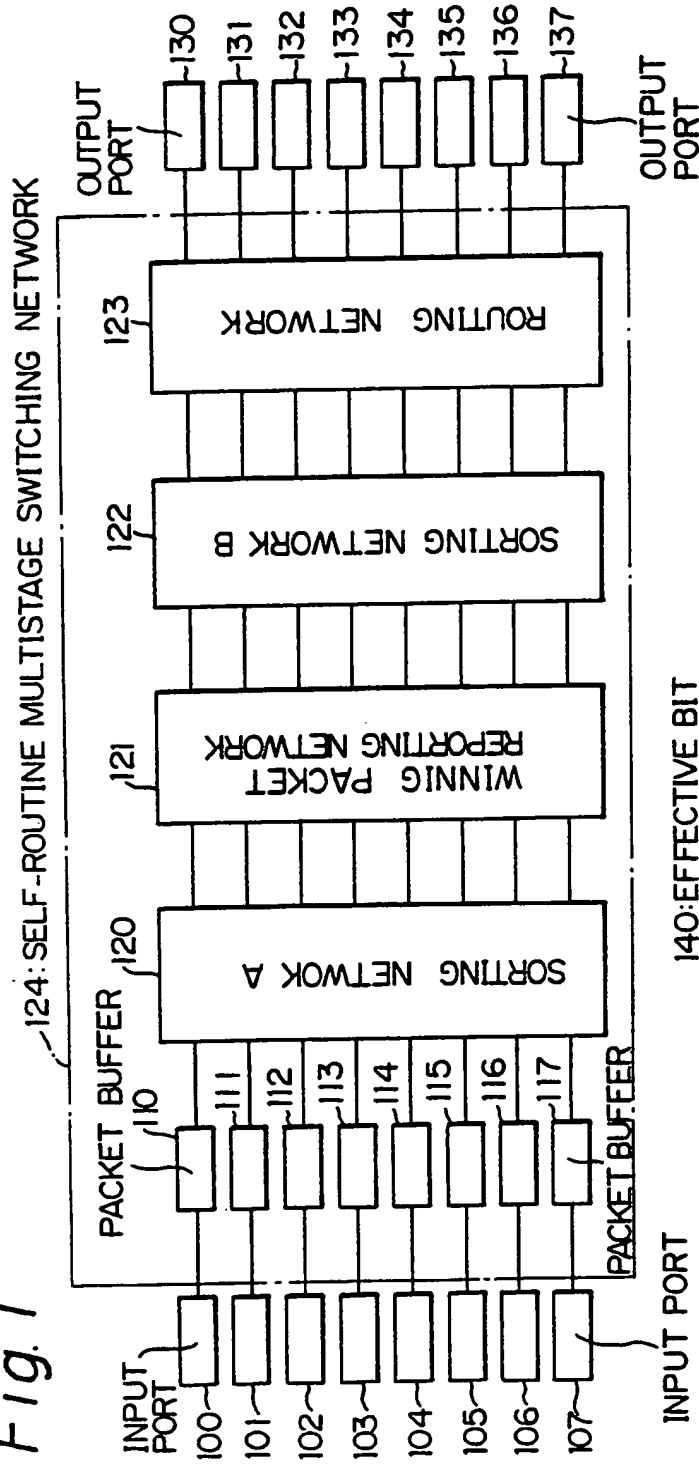 Fig. 1
124:SELF-ROUTINE MULTISTAGE SWITCHING NETWORK
INPUT
PORT
100
101
102
103
104
105
106
107
INPUT PORT
PACKET BUFFER
110
111
112
113
114
115
116
117
PACKET BUFFER
120
SORTING NETWOK A
121
WINNIG PACKET
REPORTING NETWORK
122
SORTING NETWORK B
123
ROUTING NETWORK
OUTPUT
PORT
130
131
132
133
134
135
136
137
OUTPUT
PORT
140:EFFECTIVE BIT